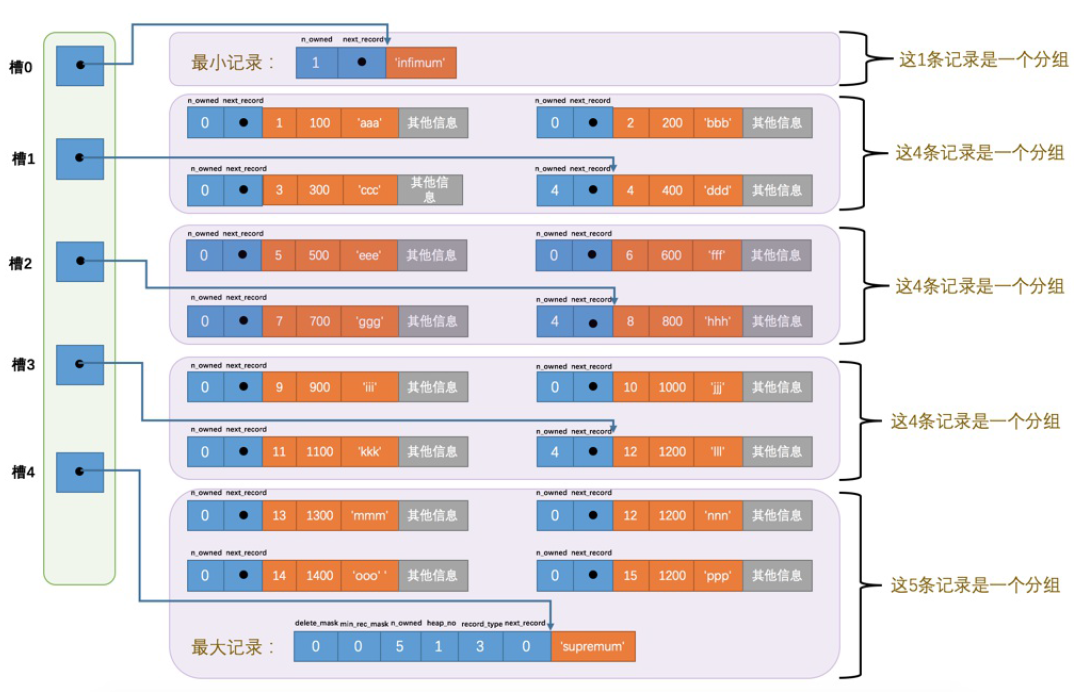 n_owned next_record
槽0
最小记录： 1 'infimum'
这1条记录是一个分组
n_owned next_record n_owned next_record
0 1 100 'aaa' 其他信息 0 2 200 'bbb' 其他信息
槽1
这4条记录是一个分组
n_owned next_record n_owned next_record
0 3 300 'ccc' 其他信息 4 4 400 'ddd' 其他信息
n_owned next_record n_owned next_record
0 5 500 'eee' 其他信息 0 6 600 'fff' 其他信息
槽2
这4条记录是一个分组
n_owned next_record n_owned next_record
0 7 700 'ggg' 其他信息 4 8 800 'hhh' 其他信息
槽3
n_owned next_record n_owned next_record
0 9 900 'iii' 其他信息 0 10 1000 'jjj' 其他信息
这4条记录是一个分组
n_owned next_record n_owned next_record
0 11 1100 'kkk' 其他信息 4 12 1200 'lll' 其他信息
槽4
n_owned next_record n_owned next_record
0 13 1300 'mmm' 其他信息 0 12 1200 'nnn' 其他信息
n_owned next_record n_owned next_record
0 14 1400 'ooo' ' 其他信息 0 15 1200 'ppp' 其他信息
这5条记录是一个分组
delete_mask min_rec_mask n_owned heap_no record_type next_record
最大记录： 0 0 5 1 3 0 'supremum'